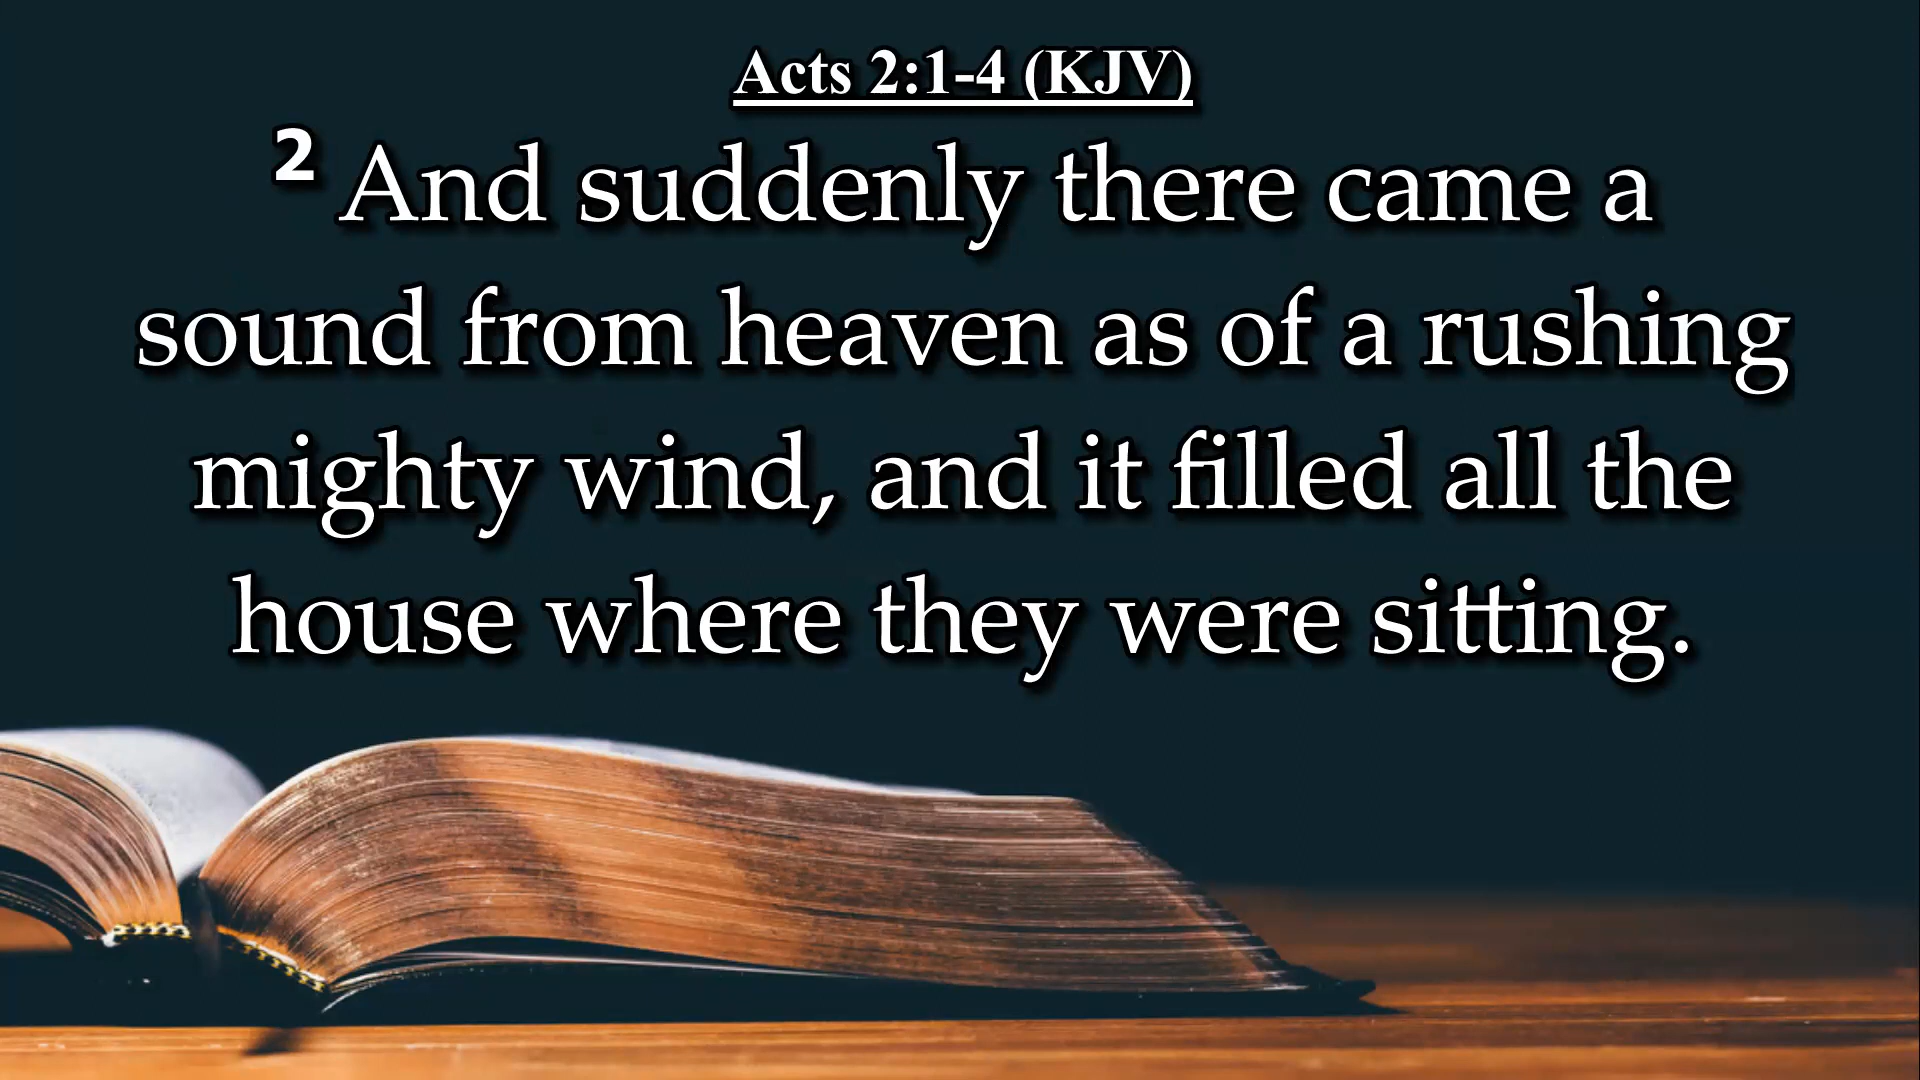 Acts 2:1-4 (KJV)
2 And suddenly there came a
sound from heaven as of a rushing
mighty wind, and it filled all the
house where they were sitting.